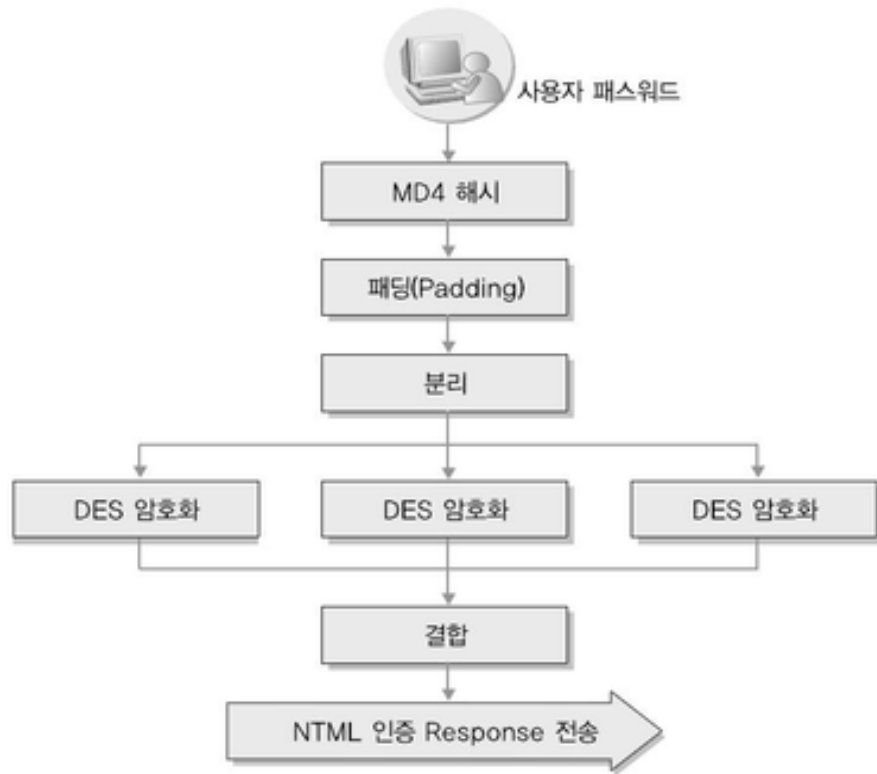 사용자 패스워드
MD4 해시
패딩(Padding)
분리
DES 암호화
DES 암호화
DES 암호화
결합
NTML 인증 Response 전송